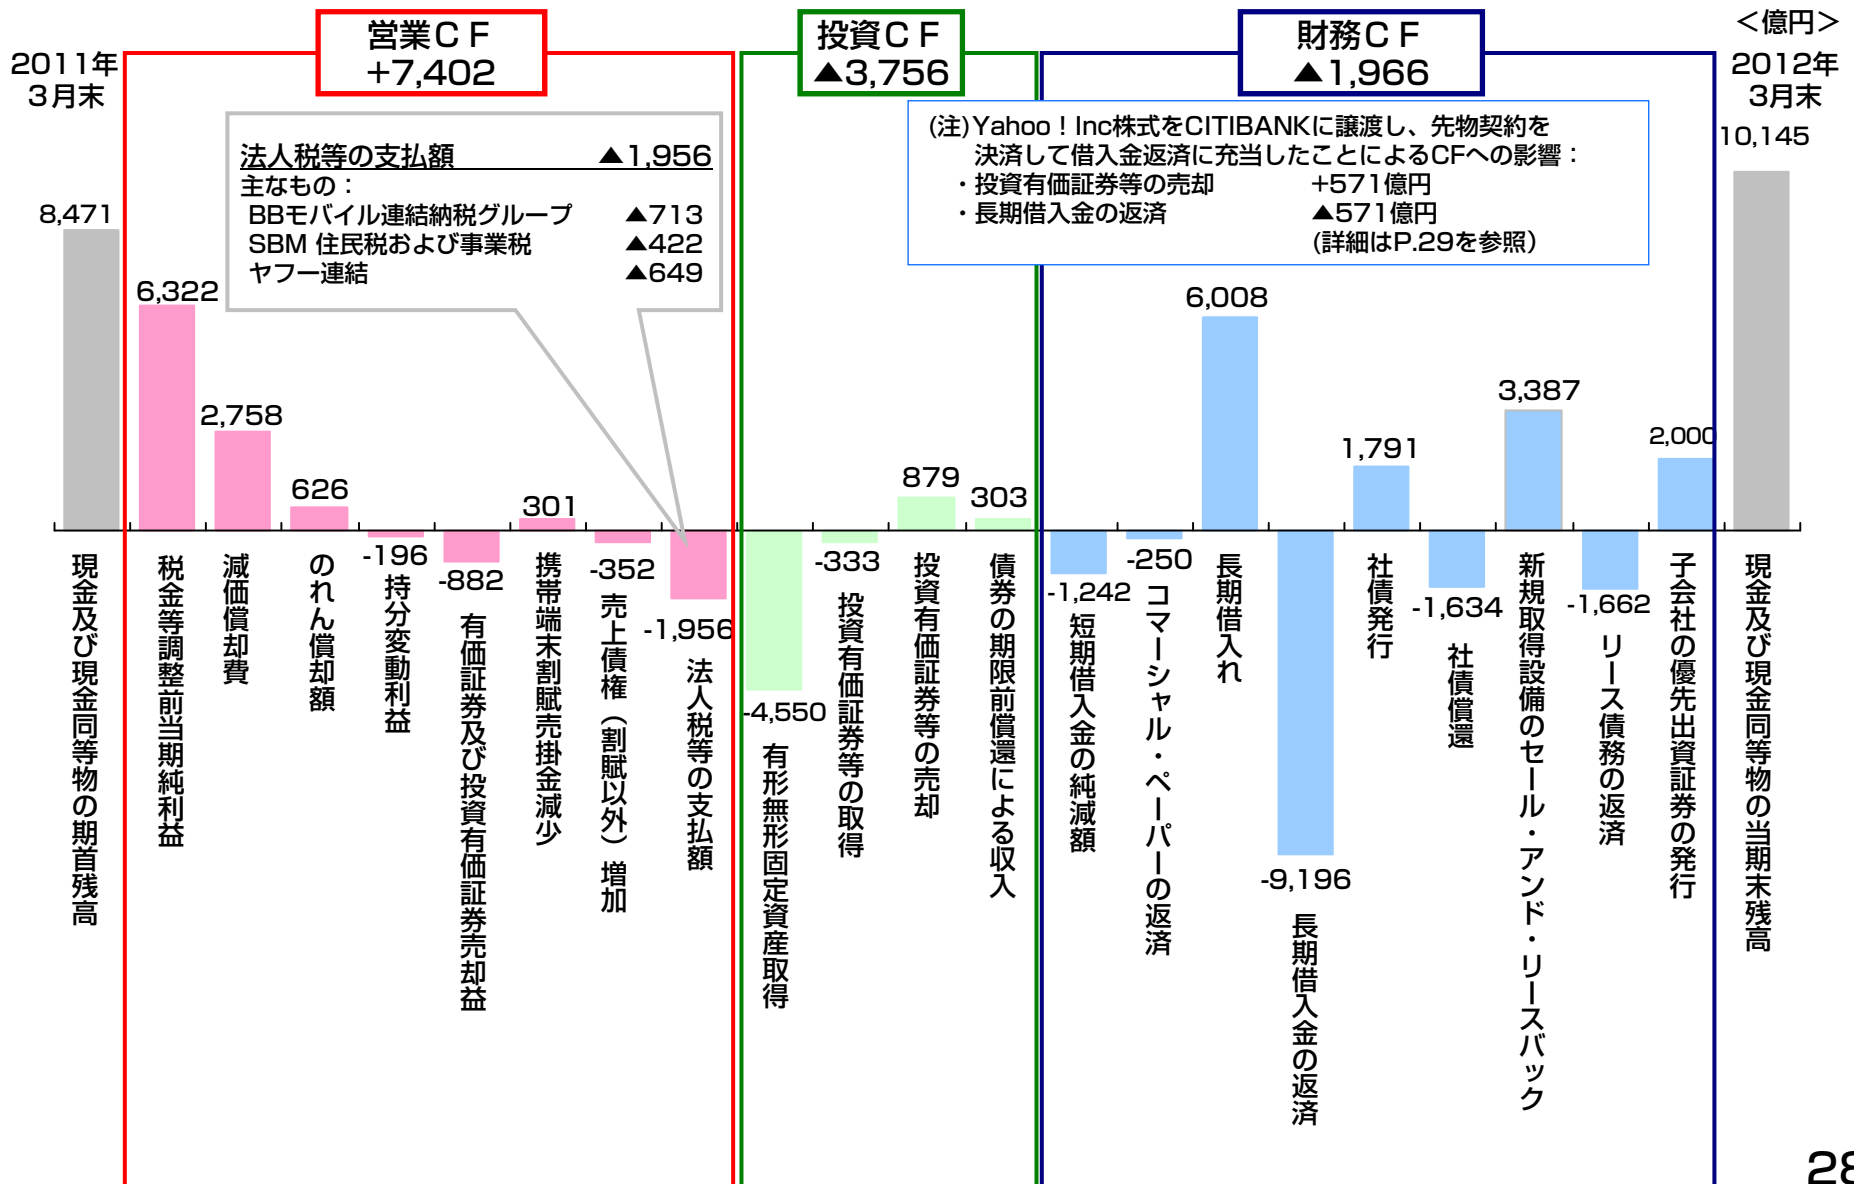 ＜億円＞
2011年
３月末
営業ＣＦ
+7,402
投資ＣＦ
▲3,756
財務ＣＦ
▲1,966
2012年
3月末
法人税等の支払額 ▲1,956
主なもの：
BBモバイル連結納税グループ ▲713
SBM 住民税および事業税 ▲422
ヤフー連結 ▲649
(注)Yahoo！Inc株式をCITIBANKに譲渡し、先物契約を
決済して借入金返済に充当したことによるCFへの影響：
・投資有価証券等の売却 +571億円
・長期借入金の返済 ▲571億円
(詳細はP.29を参照）
8,471
現金及び現金同等物の期首残高
6,322
税金等調整前当期純利益
2,758
減価償却費
626
のれん償却額
-196
持分変動利益
-882
有価証券及び投資有価証券売却益
301
携帯端末割賦売掛金減少
-352
売上債権（割賦以外）増加
-1,956
法人税等の支払額
-4,550
有形無形固定資産取得
-333
投資有価証券等の取得
879
投資有価証券等の売却
303
債券の期限前償還による収入
-1,242
短期借入金の純減額
-250
コマーシャル・ペーパーの返済
6,008
長期借入れ
-9,196
長期借入金の返済
1,791
社債発行
-1,634
社債償還
3,387
新規取得設備のセール・アンド・リースバック
-1,662
リース債務の返済
2,000
子会社の優先出資証券の発行
10,145
現金及び現金同等物の当期末残高
28